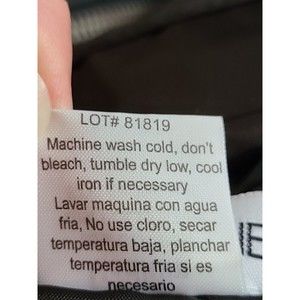 LOT# 81819
Machine wash cold, don't
bleach, tumble dry low, cool
iron if necessary
Lavar maquina con agua
fria, No use cloro, secar
temperatura baja, planchar
temperatura fria si es
necesario